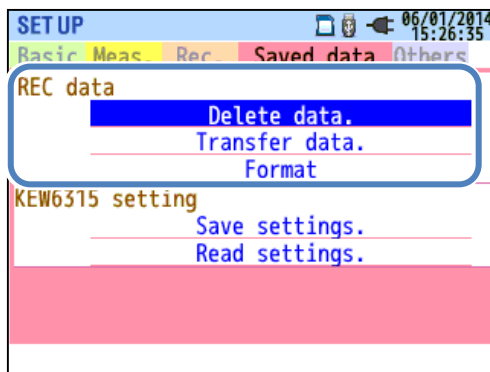 SET UP 06/01/2014
15:26:35
Basic Meas. Rec. Saved data Others
REC data
Delete data.
Transfer data.
Format
KEW6315 setting
Save settings.
Read settings.